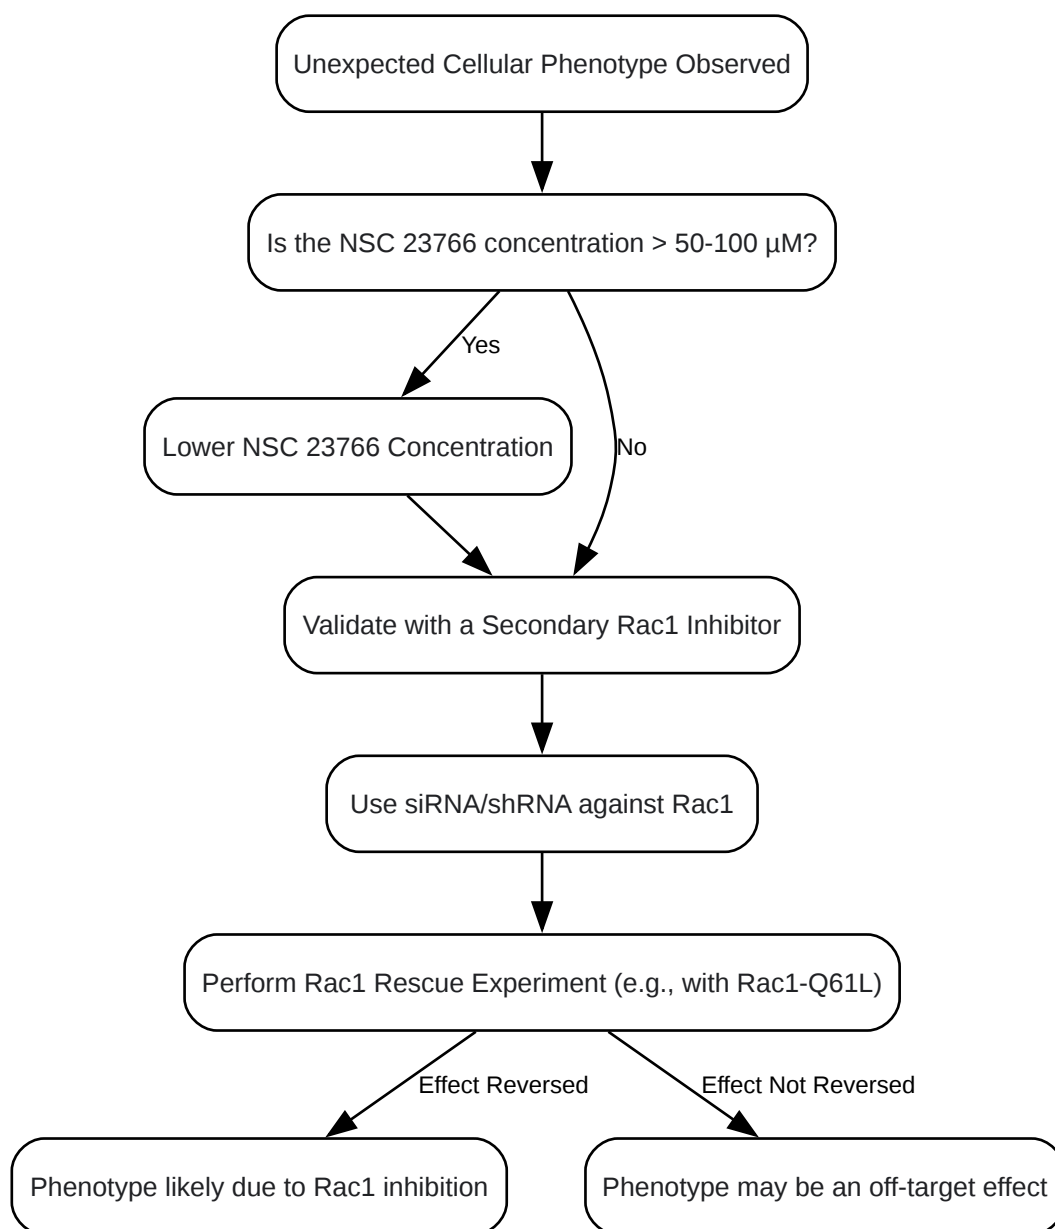 Unexpected Cellular Phenotype Observed
Is the NSC 23766 concentration > 50-100 µM?
Yes
Lower NSC 23766 Concentration
No
Validate with a Secondary Rac1 Inhibitor
Use siRNA/shRNA against Rac1
Perform Rac1 Rescue Experiment (e.g., with Rac1-Q61L)
Effect Reversed
Effect Not Reversed
Phenotype likely due to Rac1 inhibition
Phenotype may be an off-target effect